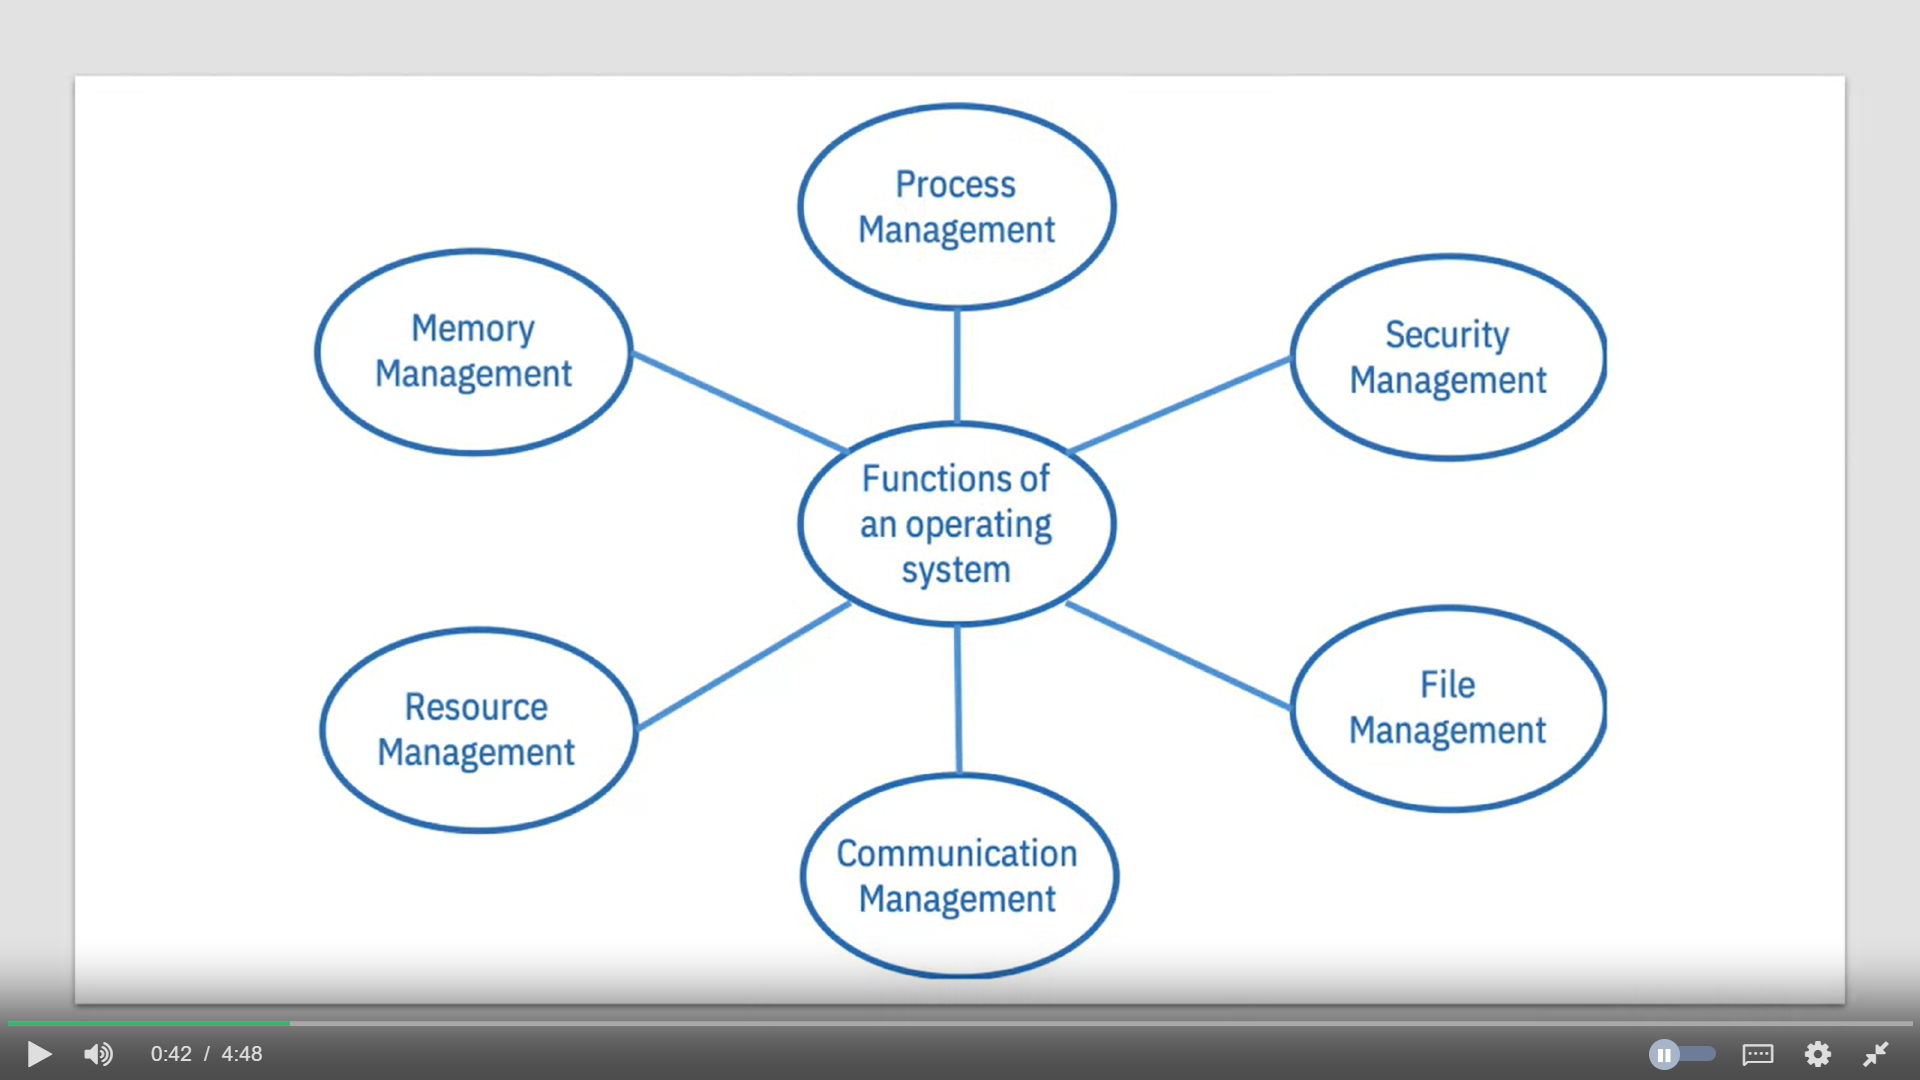 Process
Management
Memory
Management
Security
Management
Functions of
an operating
system
Resource
Management
File
Management
Communication
Management
0:42 / 4:48